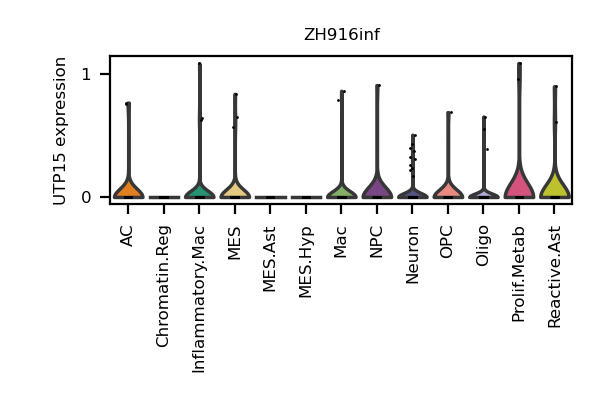 ZH916inf
UTP15 expression
1
0
AC
Chromatin.Reg
Inflammatory.Mac
MES
MES.Ast
MES.Hyp
Mac
NPC
Neuron
OPC
Oligo
Prolif.Metab
Reactive.Ast